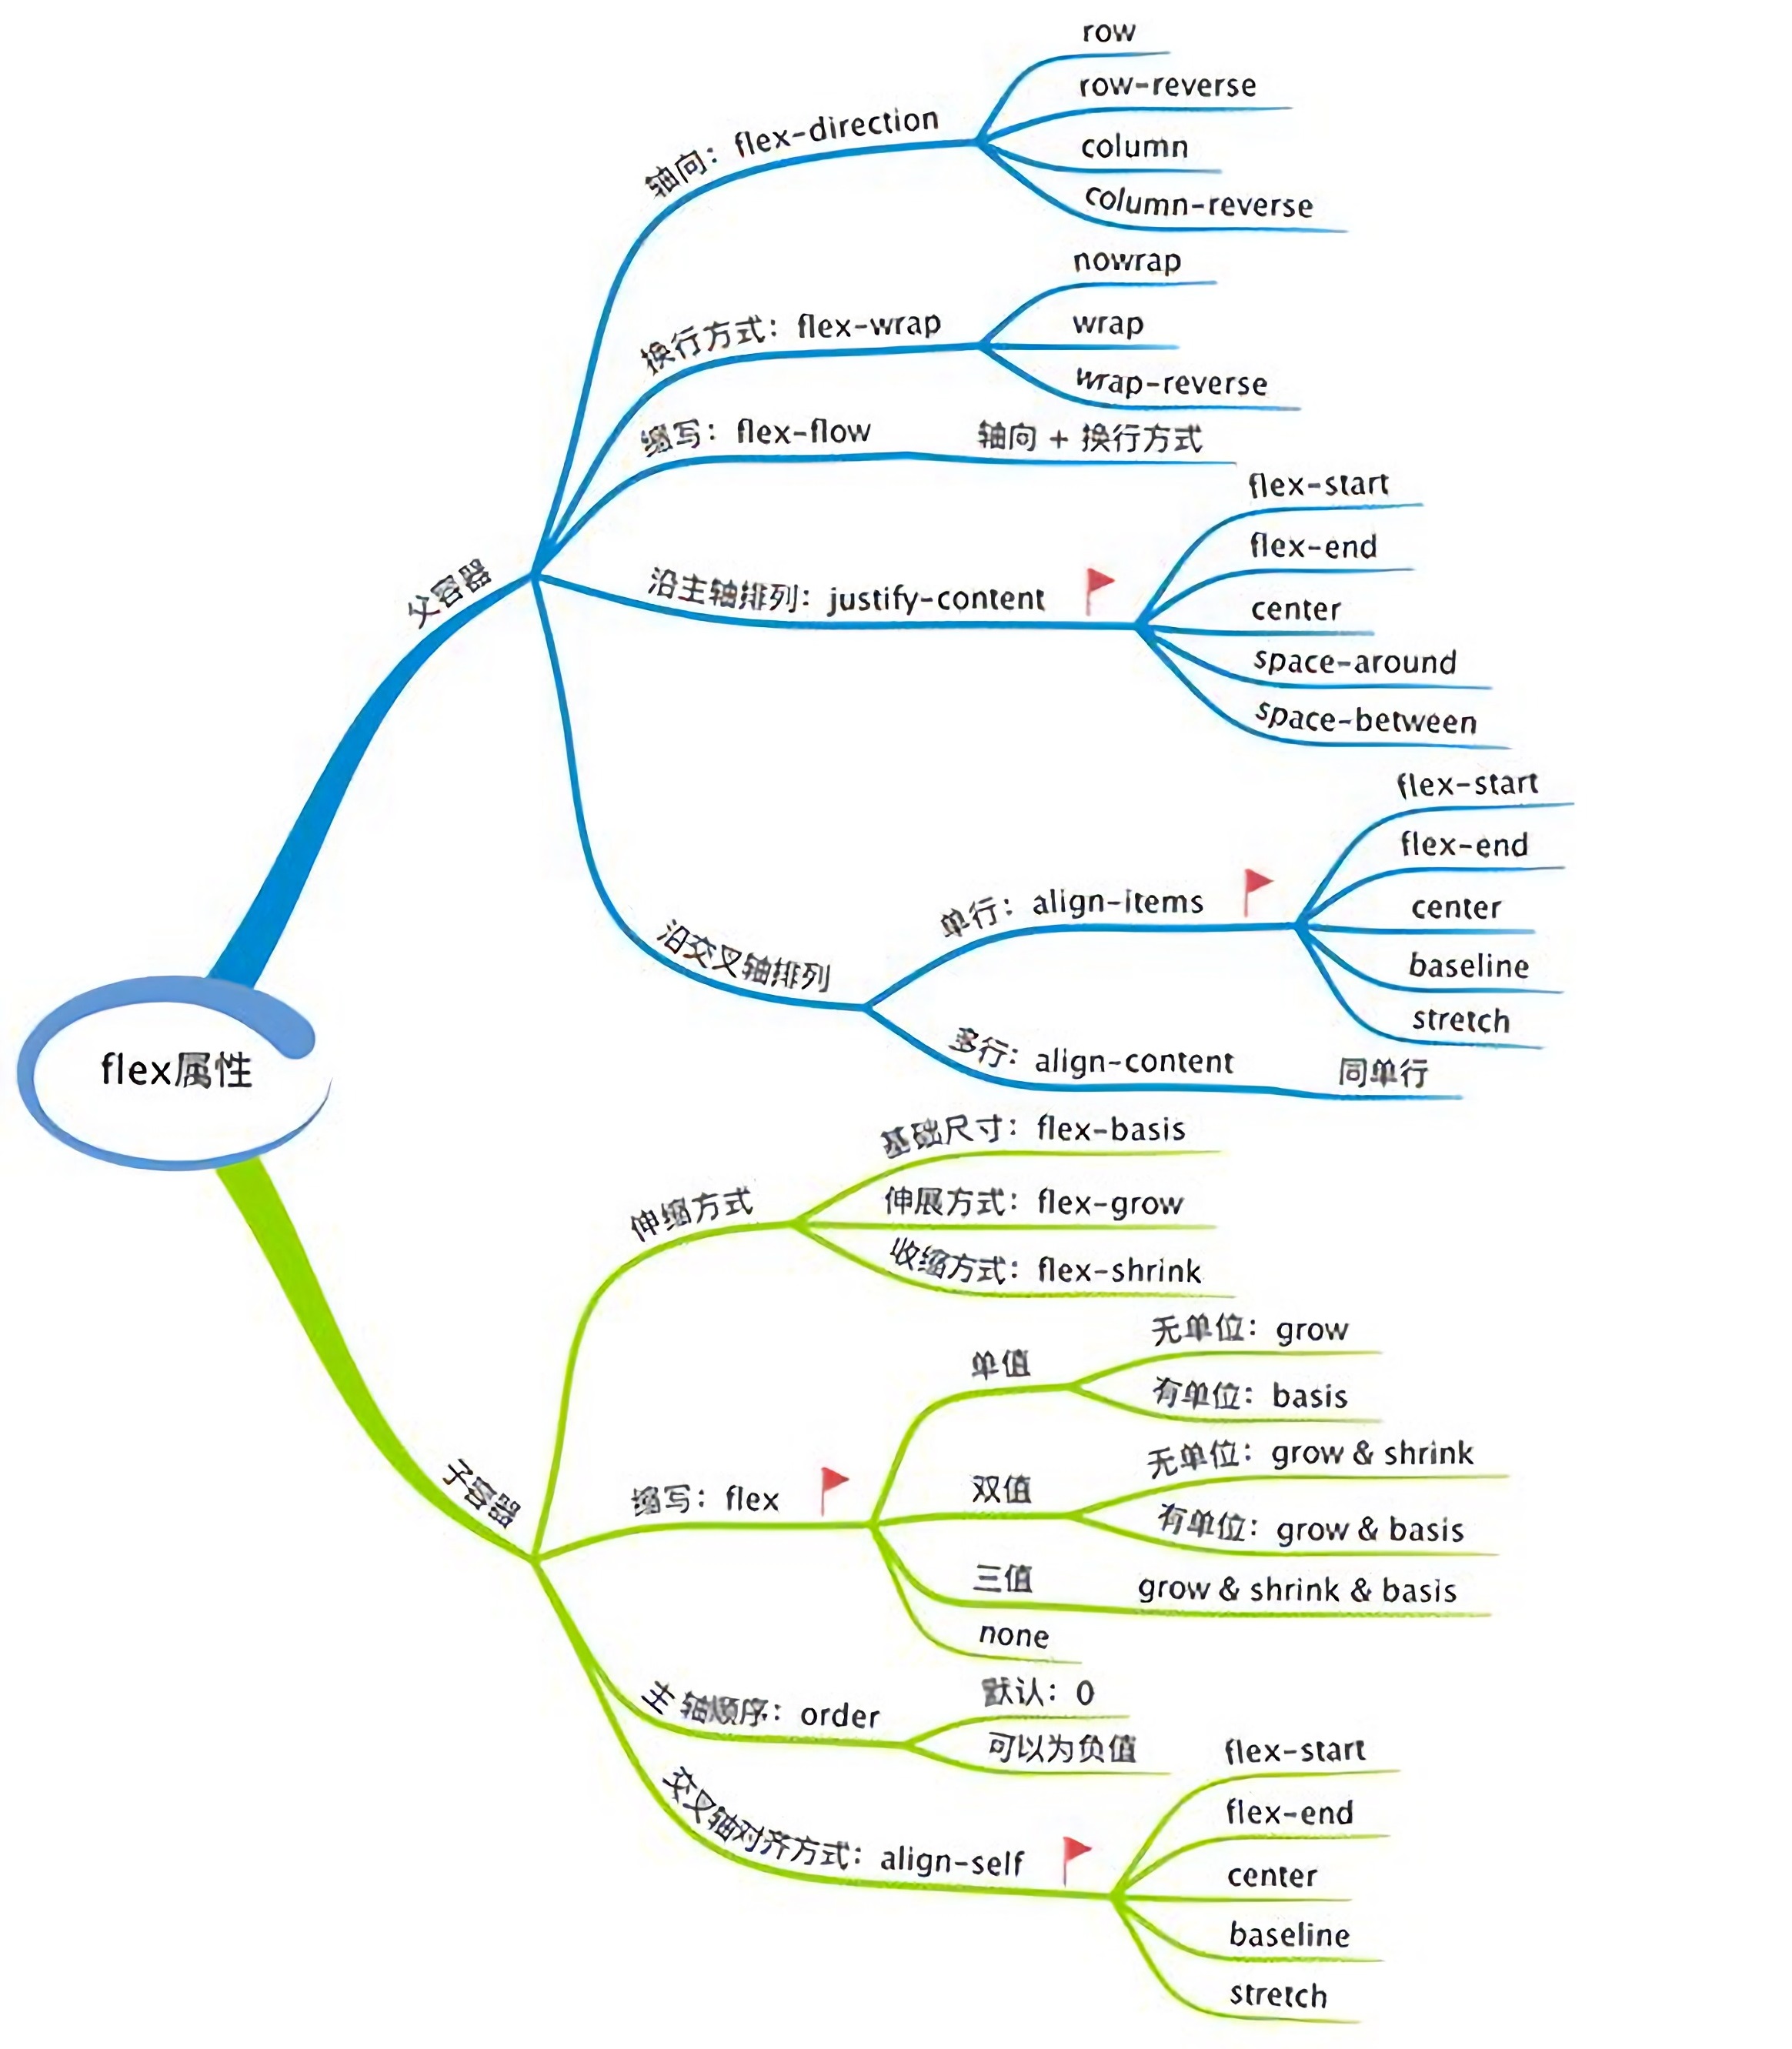 flex属性
父容器
轴向：flex-direction
row
row-reverse
column
column-reverse
换行方式：flex-wrap
nowrap
wrap
wrap-reverse
缩写：flex-flow
轴向 + 换行方式
沿主轴排列：justify-content
flex-start
flex-end
center
space-around
space-between
沿交叉轴排列
单行：align-items
flex-start
flex-end
center
baseline
stretch
多行：align-content
同单行
子容器
伸缩方式
基础尺寸：flex-basis
伸展方式：flex-grow
收缩方式：flex-shrink
缩写：flex
单值
无单位：grow
有单位：basis
双值
无单位：grow & shrink
有单位：grow & basis
三值
grow & shrink & basis
none
主轴顺序：order
默认：0
可以为负值
交叉轴对齐方式：align-self
flex-start
flex-end
center
baseline
stretch